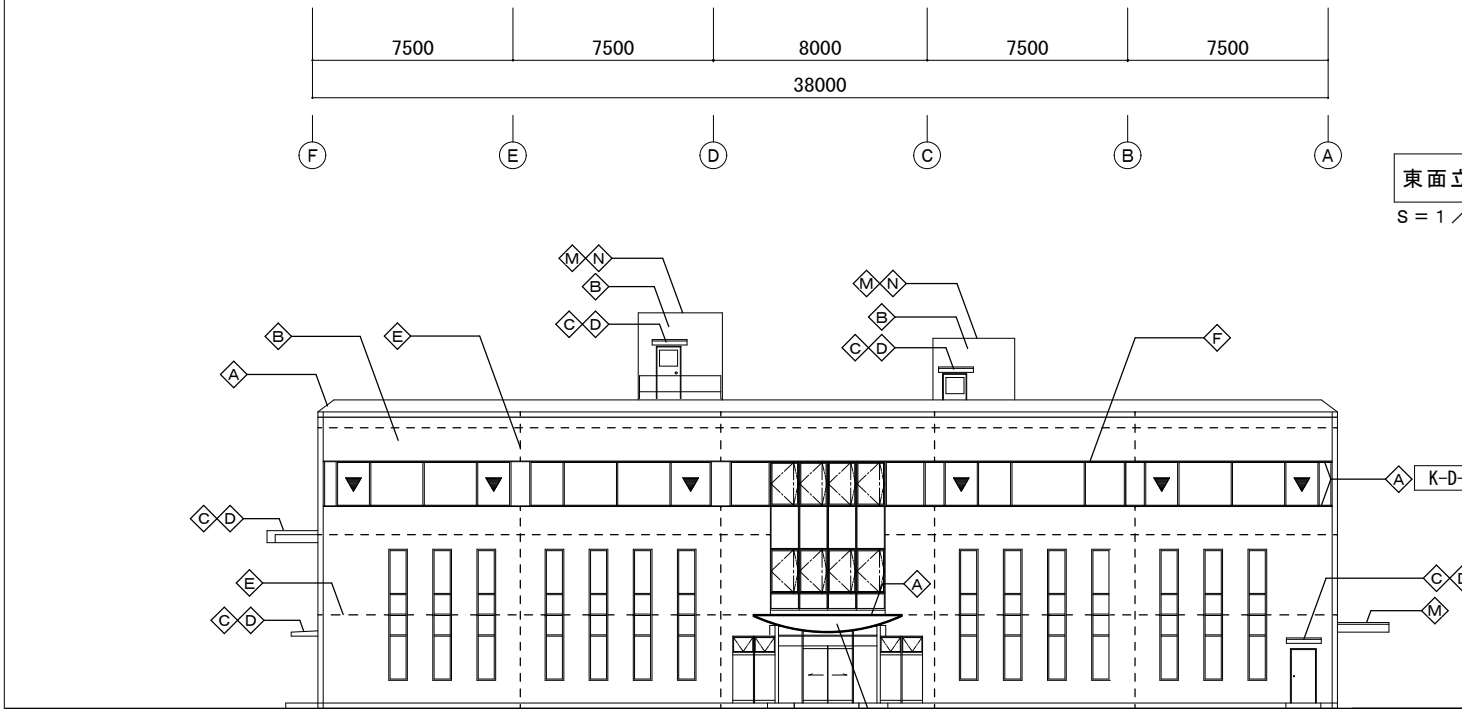 7500 7500 8000 7500 7500
38000
F E D C B A
東面立
S = 1 /
M N
B
C D
M N
B
C D
B
E
F
A
A K-D-
C D
E
A
C D
C D
M